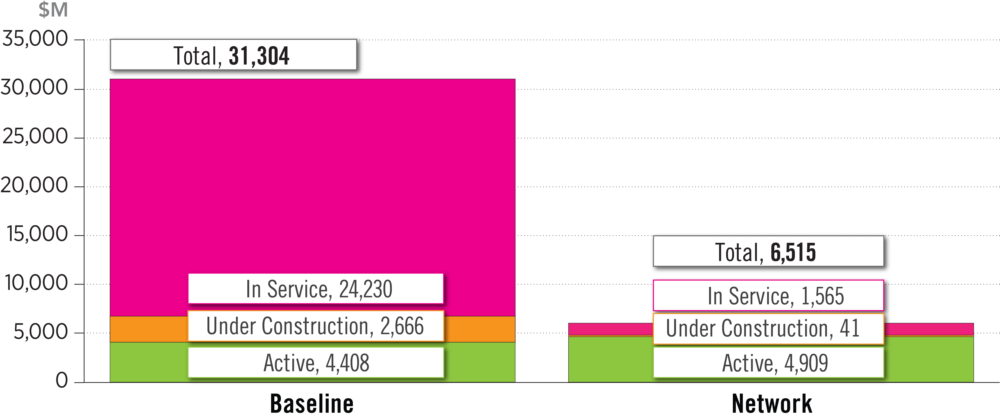 $M
35,000
30,000
25,000
20,000
15,000
10,000
5,000
0
Total, 31,304
In Service, 24,230
Under Construction, 2,666
Active, 4,408
Total, 6,515
In Service, 1,565
Under Construction, 41
Active, 4,909
Baseline
Network